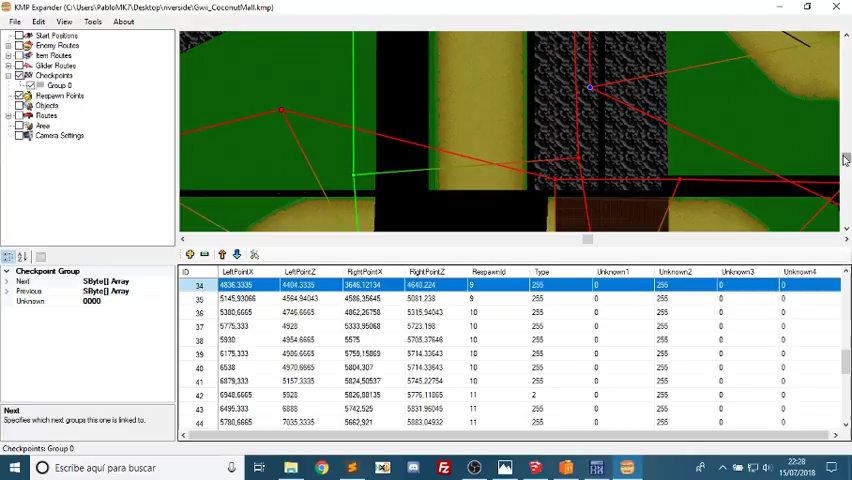 KMP Expander (C:\Users\PabloMK7\Desktop\riverside\Gwii_CoconutMall.kmp)
File Edit View Tools About
Start Positions
Enemy Routes
Item Routes
Glider Routes
Checkpoints
Group 0
Respawn Points
Objects
Routes
Area
Camera Settings
Checkpoint Group
Next SByte[] Array
Previous SByte[] Array
Unknown 0000
Next
Specifies which next groups this one is linked to.
ID LeftPointX LeftPointZ RightPointX RightPointZ RespawnId Type Unknown1 Unknown2 Unknown3 Unknown4
34 4836,3335 4404,3335 3646,12134 4640,224 9 255 0 255 0 0
35 5145,93066 4564,94043 4586,35645 5081,238 9 255 0 255 0 0
36 5380,6665 4746,6665 4862,26758 5315,94043 10 255 0 255 0 0
37 5775,333 4928 5333,95068 5723,198 10 255 0 255 0 0
38 5930 4954,6665 5575 5705,37646 10 255 0 255 0 0
39 6175,333 4986,6665 5759,15869 5714,33643 10 255 0 255 0 0
40 6538 4970,6665 5804,307 5714,33643 10 255 0 255 0 0
41 6879,333 5157,3335 5824,50537 5745,22754 10 255 0 255 0 0
42 6948,6665 5928 5826,88135 5776,11865 11 2 0 255 0 0
43 6495,333 6888 5742,525 5831,96045 11 255 0 255 0 0
44 5780,6665 7035,3335 5662,921 5883,04932 11 255 0 255 0 0
Checkpoints: Group 0
Escribe aquí para buscar
22:28
15/07/2018